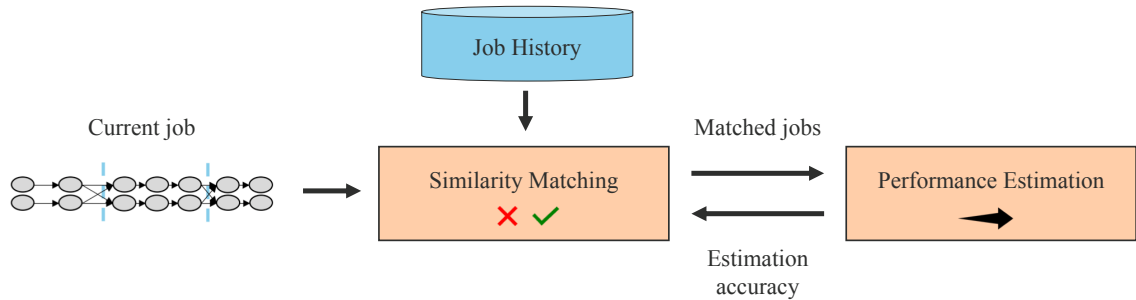 Job History
Current job
Matched jobs
Similarity Matching
Performance Estimation
Estimation
accuracy